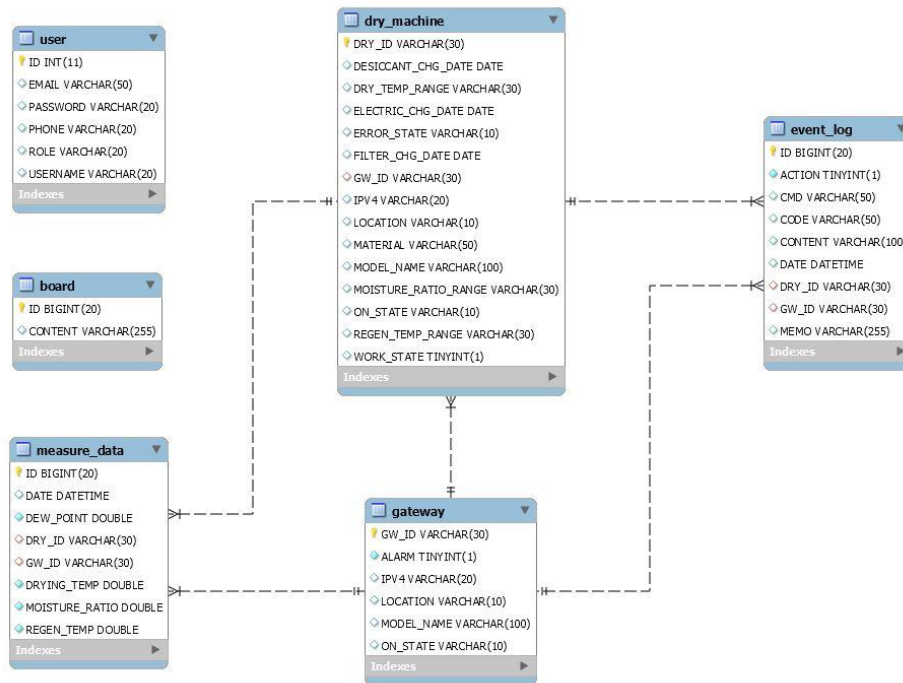 user
ID INT(11)
EMAIL VARCHAR(50)
PASSWORD VARCHAR(20)
PHONE VARCHAR(20)
ROLE VARCHAR(20)
USERNAME VARCHAR(20)
Indexes
board
ID BIGINT(20)
CONTENT VARCHAR(255)
Indexes
measure_data
ID BIGINT(20)
DATE DATETIME
DEW_POINT DOUBLE
DRY_ID VARCHAR(30)
GW_ID VARCHAR(30)
DRYING_TEMP DOUBLE
MOISTURE_RATIO DOUBLE
REGEN_TEMP DOUBLE
Indexes
dry_machine
DRY_ID VARCHAR(30)
DESICCANT_CHG_DATE DATE
DRY_TEMP_RANGE VARCHAR(30)
ELECTRIC_CHG_DATE DATE
ERROR_STATE VARCHAR(10)
FILTER_CHG_DATE DATE
GW_ID VARCHAR(30)
IPV4 VARCHAR(20)
LOCATION VARCHAR(10)
MATERIAL VARCHAR(50)
MODEL_NAME VARCHAR(100)
MOISTURE_RATIO_RANGE VARCHAR(30)
ON_STATE VARCHAR(10)
REGEN_TEMP_RANGE VARCHAR(30)
WORK_STATE TINYINT(1)
Indexes
gateway
GW_ID VARCHAR(30)
ALARM TINYINT(1)
IPV4 VARCHAR(20)
LOCATION VARCHAR(10)
MODEL_NAME VARCHAR(100)
ON_STATE VARCHAR(10)
Indexes
event_log
ID BIGINT(20)
ACTION TINYINT(1)
CMD VARCHAR(50)
CODE VARCHAR(50)
CONTENT VARCHAR(100
DATE DATETIME
DRY_ID VARCHAR(30)
GW_ID VARCHAR(30)
MEMO VARCHAR(255)
Indexes